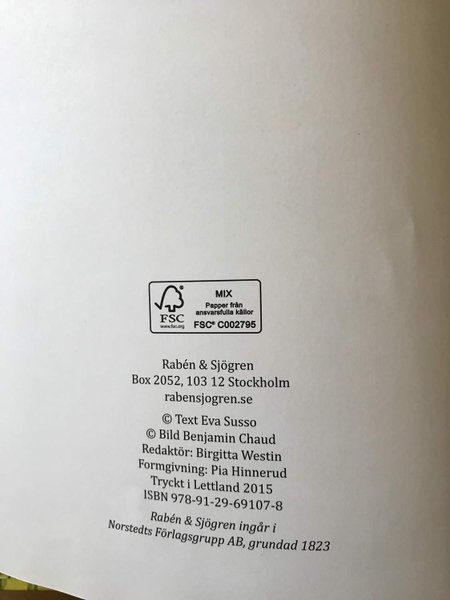 FSC
www.fsc.org
MIX
Papper från
ansvarsfulla källor
FSC® C002795
Rabén & Sjögren
Box 2052, 103 12 Stockholm
rabensjogren.se
© Text Eva Susso
© Bild Benjamin Chaud
Redaktör: Birgitta Westin
Formgivning: Pia Hinnerud
Tryckt i Lettland 2015
ISBN 978-91-29-69107-8
Rabén & Sjögren ingår i
Norstedts Förlagsgrupp AB, grundad 1823